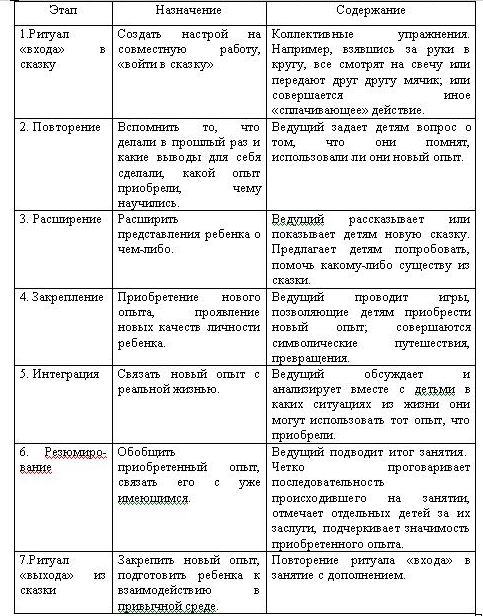 Этап Назначение Содержание
1.Ритуал «входа» в сказку
Создать настрой на совместную работу, «войти в сказку»
Коллективные упражнения. Например, взявшись за руки в кругу, все смотрят на свечу или передают друг другу мячик; или совершается иное «сплачивающее» действие.
2. Повторение
Вспомнить то, что делали в прошлый раз и какие выводы для себя сделали, какой опыт приобрели, чему научились.
Ведущий задает детям вопрос о том, что они помнят, использовали ли они новый опыт.
3. Расширение
Расширить представления ребенка о чем-либо.
Ведущий рассказывает или показывает детям новую сказку. Предлагает детям попробовать, помочь какому-либо существу из сказки.
4. Закрепление
Приобретение нового опыта, проявление новых качеств личности ребенка.
Ведущий проводит игры, позволяющие детям приобрести новый опыт; совершаются символические путешествия, превращения.
5. Интеграция
Связать новый опыт с реальной жизнью.
Ведущий обсуждает и анализирует вместе с детьми в каких ситуациях из жизни они могут использовать тот опыт, что приобрели.
6. Резюмиро-вание
Обобщить приобретенный опыт, связать его с уже имеющимся.
Ведущий подводит итог занятия. Четко проговаривает последовательность происходившего на занятии, отмечает отдельных детей за их заслуги, подчеркивает значимость приобретенного опыта.
7.Ритуал «выхода» из сказки
Закрепить новый опыт, подготовить ребенка к взаимодействию в привычной среде.
Повторение ритуала «входа» в занятие с дополнением.